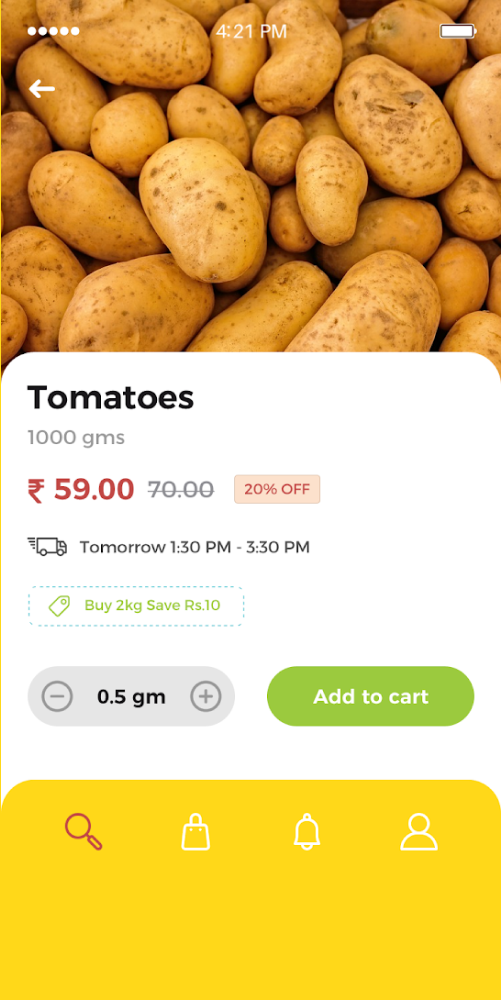 4:21 PM
Tomatoes
1000 gms
₹ 59.00 70.00 20% OFF
Tomorrow 1:30 PM - 3:30 PM
Buy 2kg Save Rs.10
0.5 gm Add to cart